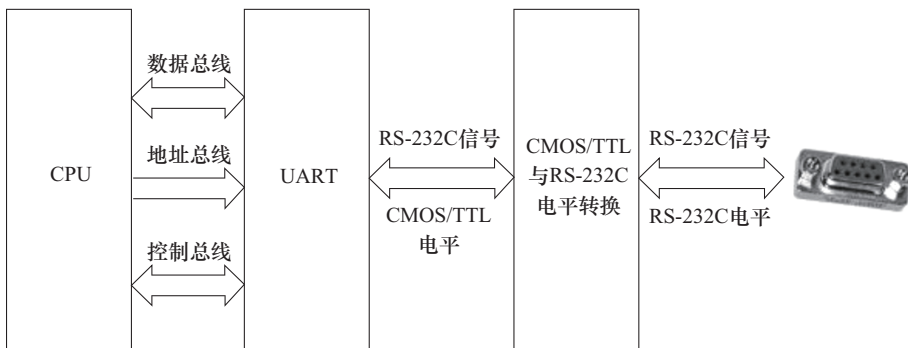 数据总线
地址总线
控制总线
CPU
UART
RS-232C信号
CMOS/TTL
电平
CMOS/TTL
与RS-232C
电平转换
RS-232C信号
RS-232C电平